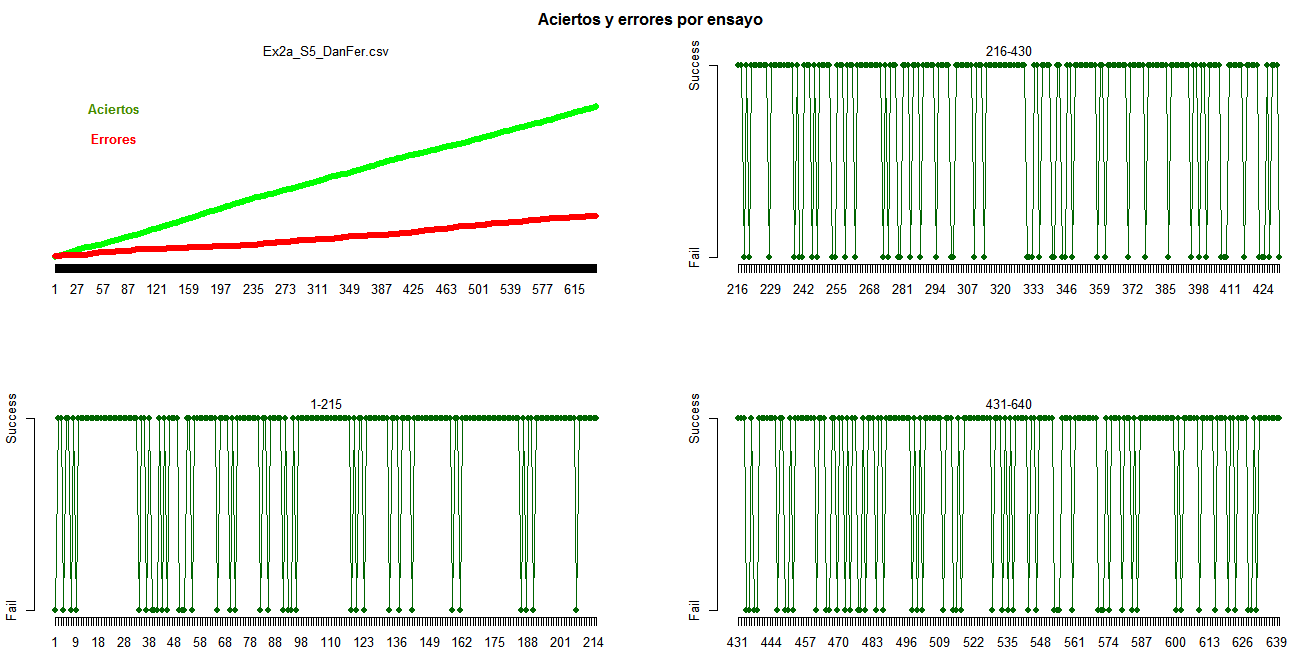 Aciertos y errores por ensayo
Ex2a_S5_DanFer.csv
Aciertos
Errores
1 27 57 87 121 159 197 235 273 311 349 387 425 463 501 539 577 615
216-430
Success
Fail
216 229 242 255 268 281 294 307 320 333 346 359 372 385 398 411 424
1-215
Success
Fail
1 9 18 28 38 48 58 68 78 88 98 110 123 136 149 162 175 188 201 214
431-640
Success
Fail
431 444 457 470 483 496 509 522 535 548 561 574 587 600 613 626 639